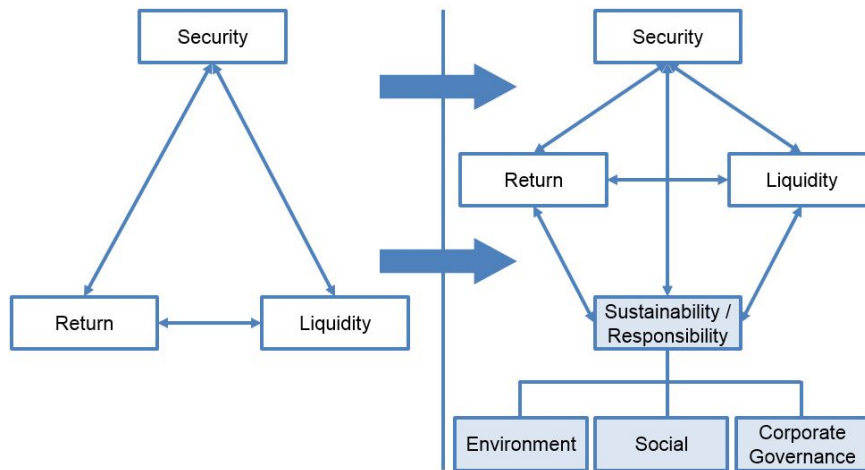 Security
Return
Liquidity
Security
Return
Liquidity
Sustainability /
Responsibility
Environment
Social
Corporate
Governance